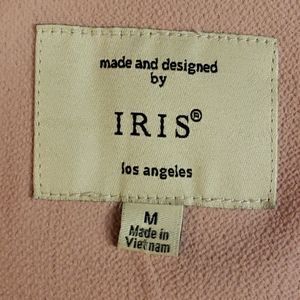 made and designed
by
IRIS®
los angeles
M
Made in
Vietnam